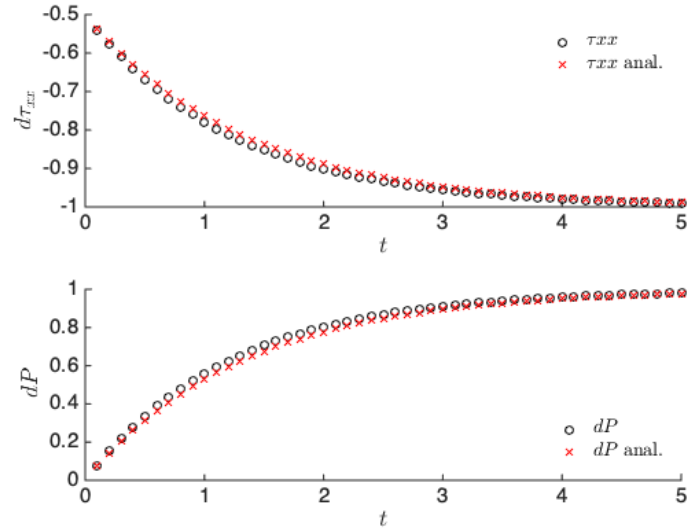 -0.5
-0.6
-0.7
-0.8
-0.9
-1
dτxx
τxx
τxx anal.
0 1 2 3 4 5
t
1
0.8
0.6
0.4
0.2
0
dP
dP
dP anal.
0 1 2 3 4 5
t